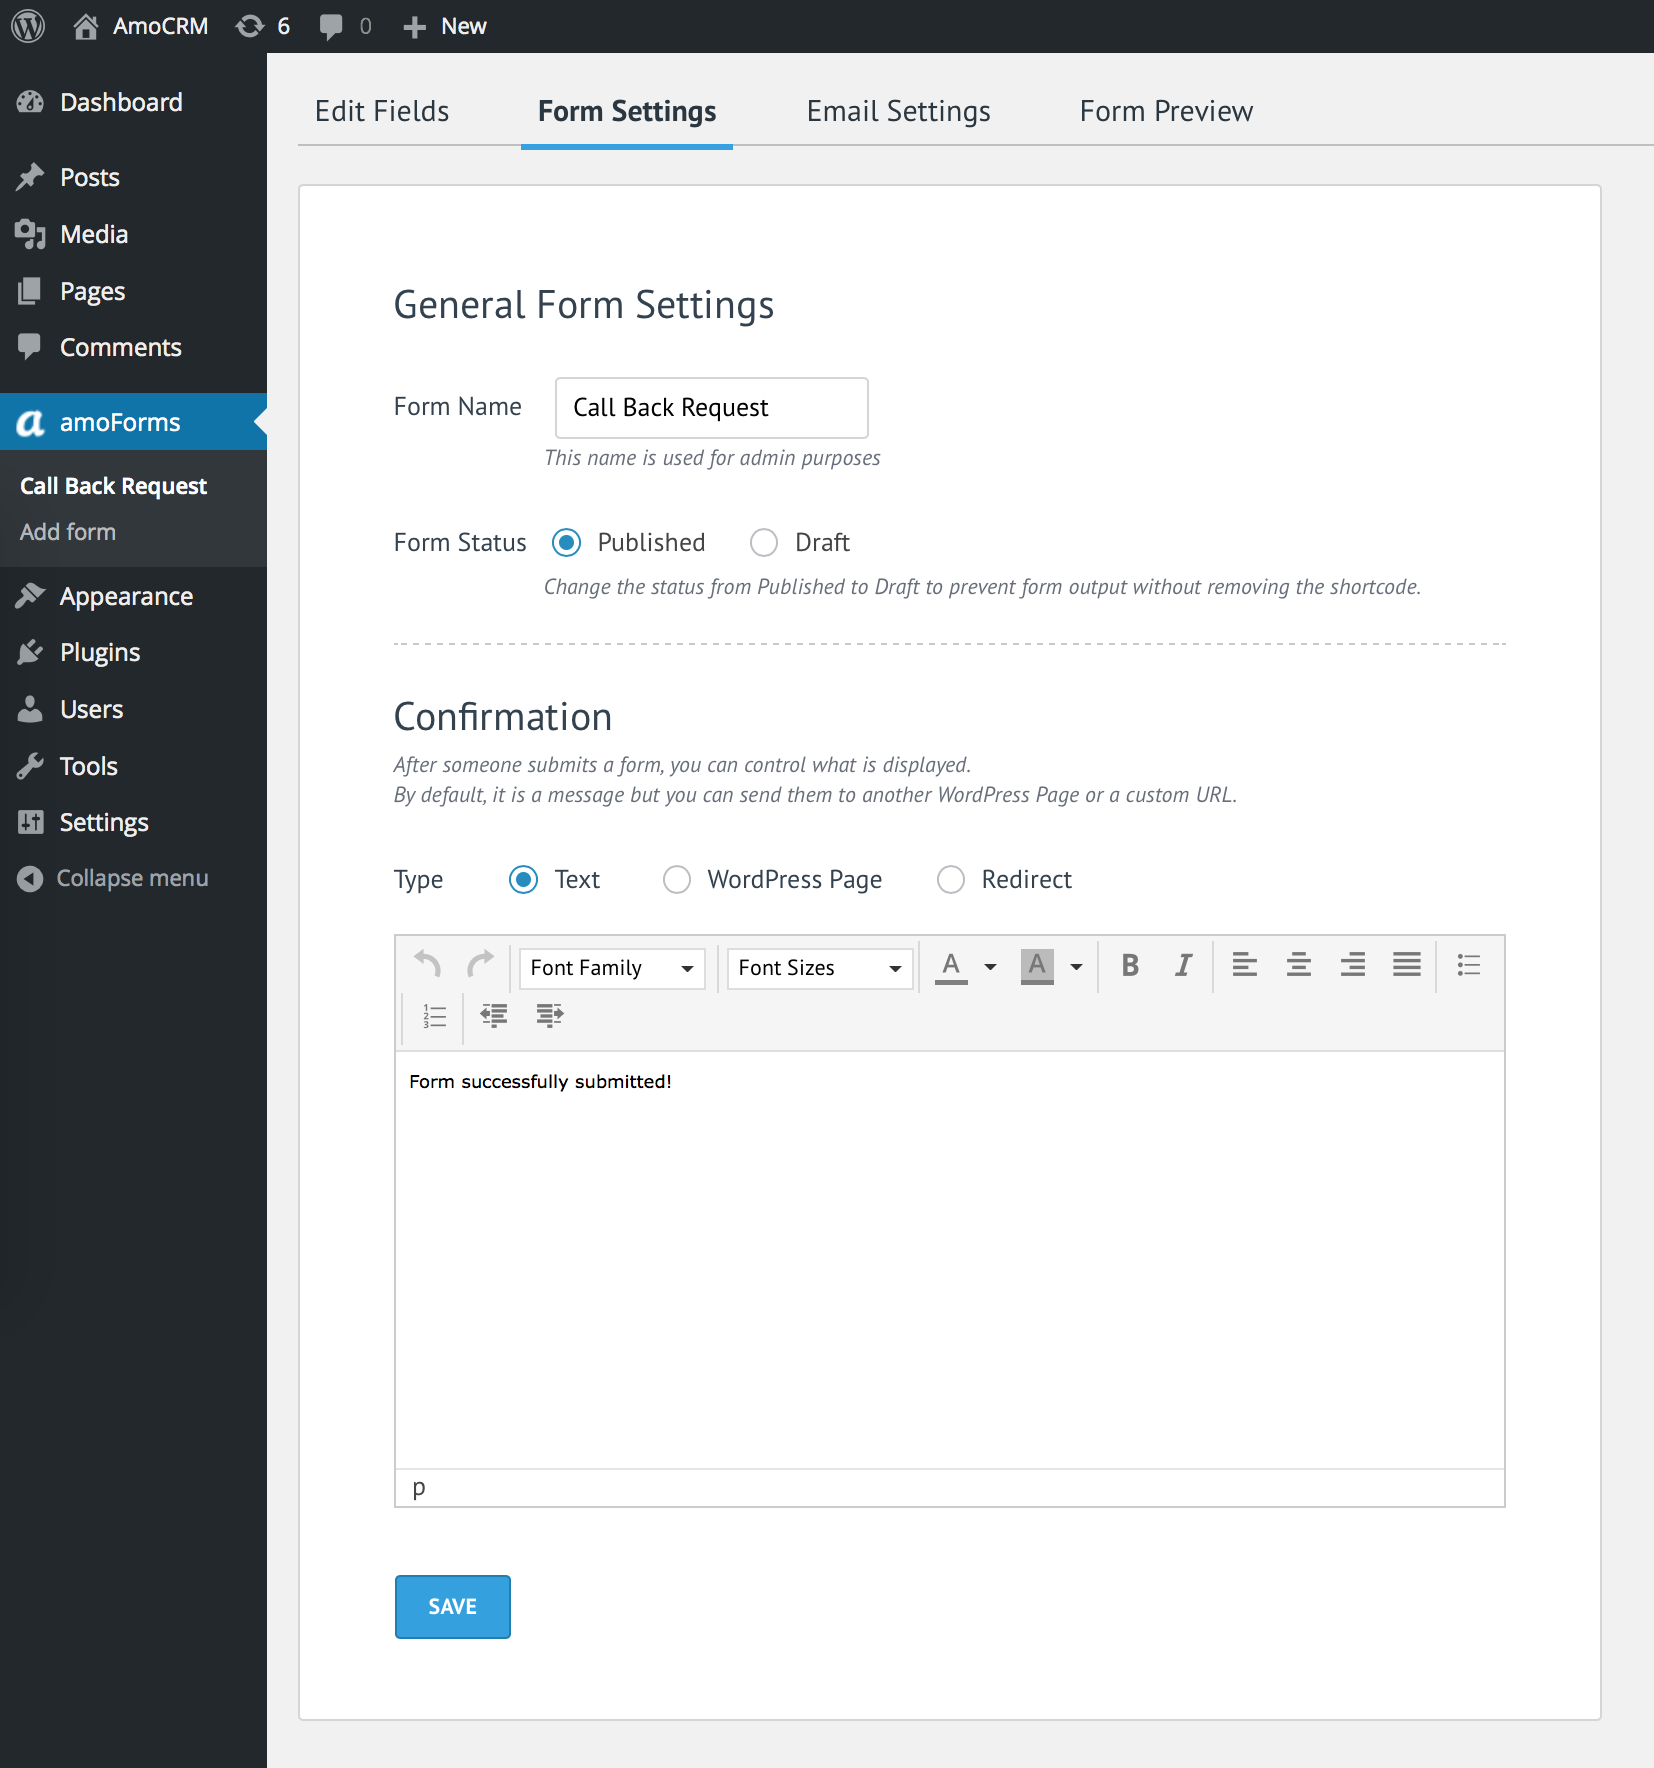 AmoCRM 6 0 New
Dashboard
Posts
Media
Pages
Comments
amoForms
Call Back Request
Add form
Appearance
Plugins
Users
Tools
Settings
Collapse menu
Edit Fields Form Settings Email Settings Form Preview
General Form Settings
Form Name Call Back Request
This name is used for admin purposes
Form Status Published Draft
Change the status from Published to Draft to prevent form output without removing the shortcode.
Confirmation
After someone submits a form, you can control what is displayed.
By default, it is a message but you can send them to another WordPress Page or a custom URL.
Type Text WordPress Page Redirect
Font Family Font Sizes A A B I
Form successfully submitted!
p
SAVE